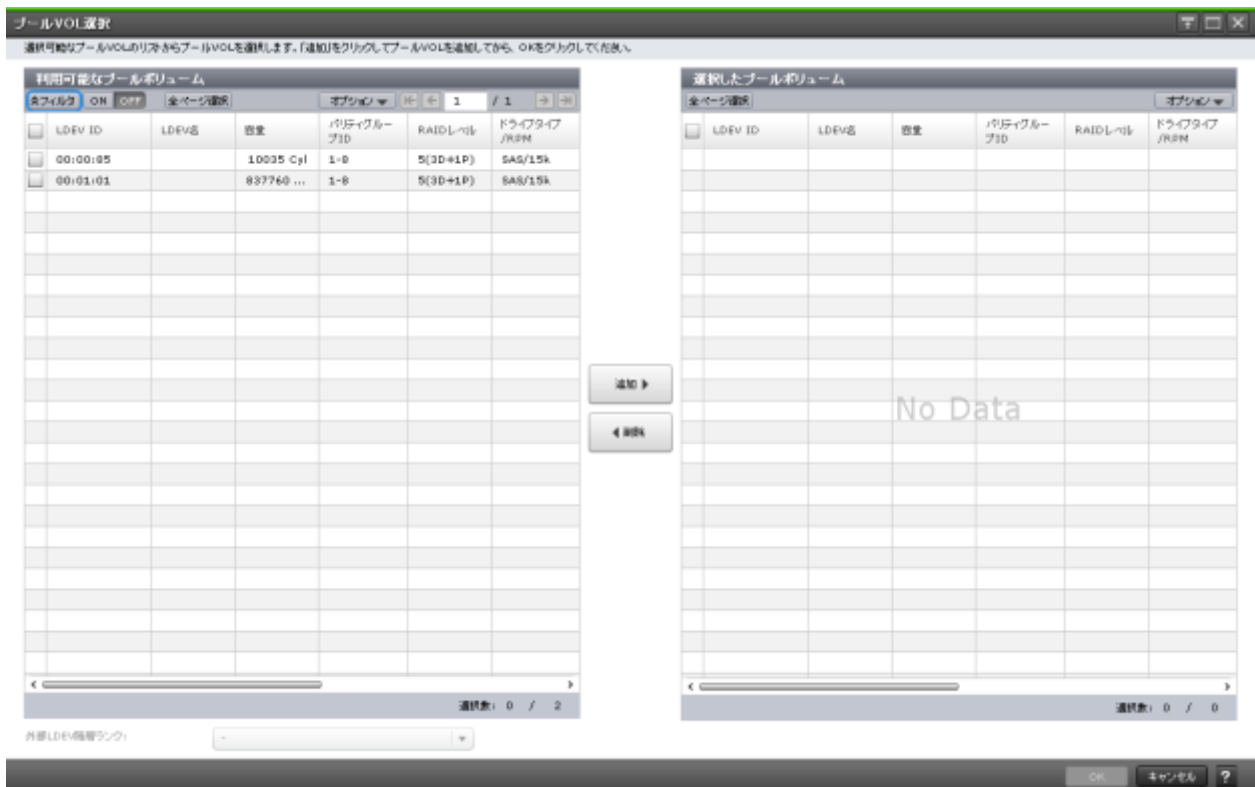 プールVOL選択
選択可能なプールVOLのリストからプールVOLを選択します。「追加」をクリックしてプールVOLを追加してから、OKをクリックしてください。
利用可能なプールボリューム
選択したプールボリューム
ON OFF 全ページ選択 オプション 1 / 1
全ページ選択 オプション
LDEV ID LDEV名 容量 パリティグループID RAIDレベル ドライブタイプ/RPM
LDEV ID LDEV名 容量 パリティグループID RAIDレベル ドライブタイプ/RPM
10035 Cyl 5(3D+1P) SAS/15k
00:01:01 837760 ... 1-8 5(3D+1P) SAS/15k
追加
削除
No Data
選択数: 0 / 2
選択数: 0 / 0
外部LDEV階層ランク: -
OK キャンセル ?